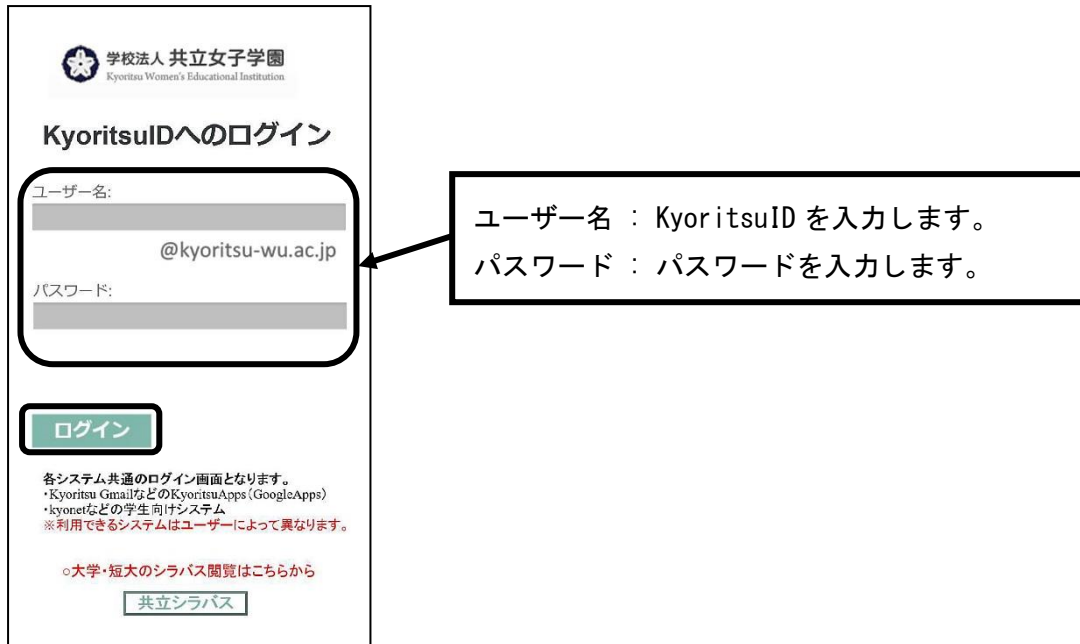 学校法人 共立女子学園
Kyoritsu Women's Educational Institution
KyoritsuIDへのログイン
ユーザー名:
@kyoritsu-wu.ac.jp
パスワード:
ログイン
各システム共通のログイン画面となります。
・Kyoritsu GmailなどのKyoritsuApps（GoogleApps）
・kyonetなどの学生向けシステム
※利用できるシステムはユーザーによって異なります。
○大学・短大のシラバス閲覧はこちらから
共立シラバス
ユーザー名 : KyoritsuID を入力します。
パスワード : パスワードを入力します。